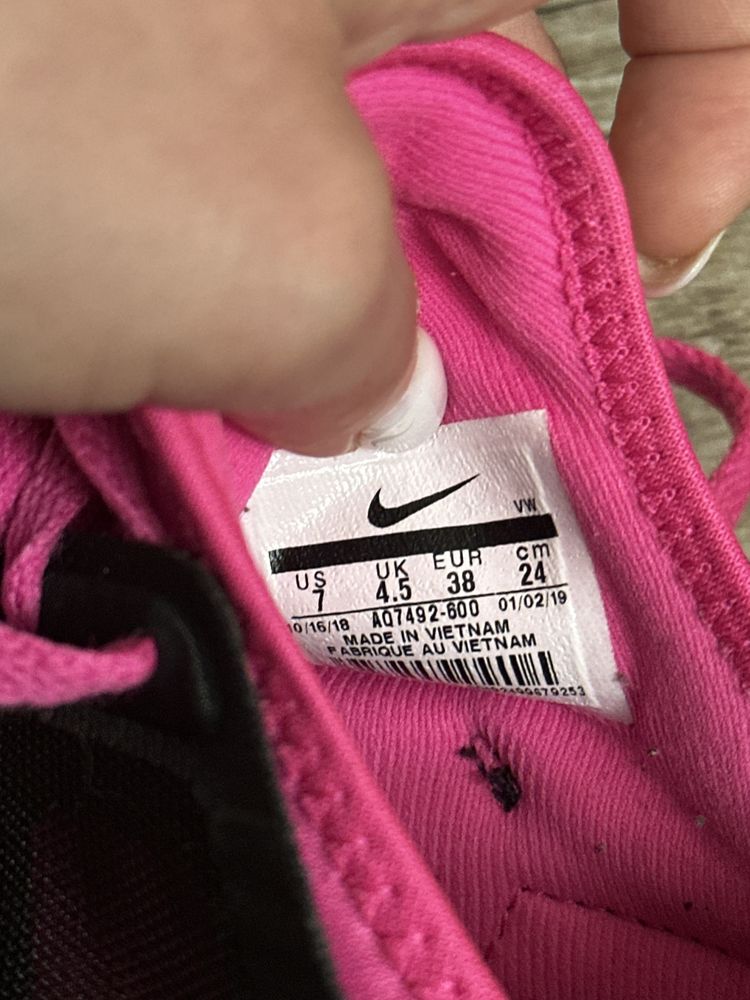 VW
US UK EUR cm
7 4.5 38 24
0/16/18 AQ7492-600 01/02/19
MADE IN VIETNAM
FABRIQUE AU VIETNAM